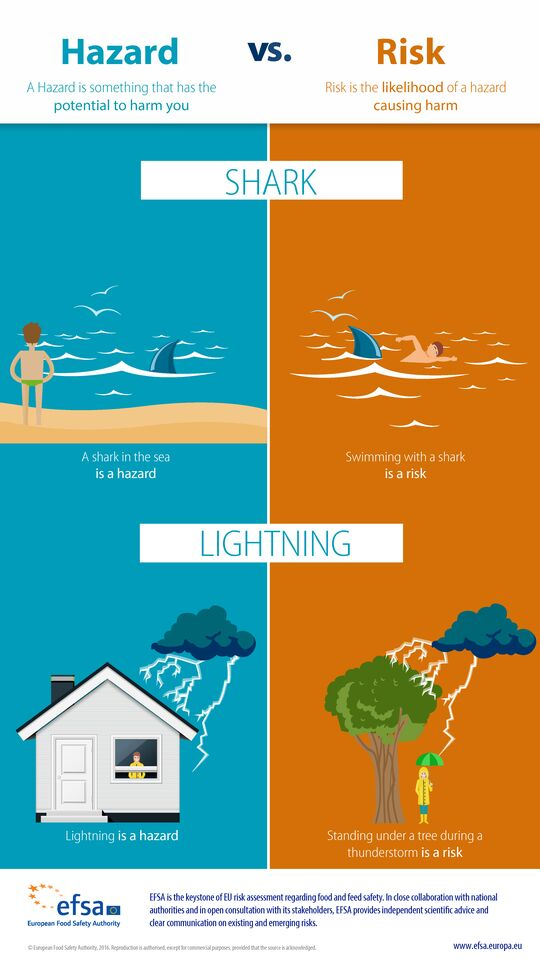 Hazard vs. Risk
A Hazard is something that has the
potential to harm you
Risk is the likelihood of a hazard
causing harm
SHARK
A shark in the sea
is a hazard
Swimming with a shark
is a risk
LIGHTNING
Lightning is a hazard
Standing under a tree during a
thunderstorm is a risk
efsa
European Food Safety Authority
EFSA is the keystone of EU risk assessment regarding food and feed safety. In close collaboration with national
authorities and in open consultation with its stakeholders, EFSA provides independent scientific advice and
clear communication on existing and emerging risks.
© European Food Safety Authority, 2016. Reproduction is authorised, except for commercial purposes, provided that the source is acknowledged.
www.efsa.europa.eu